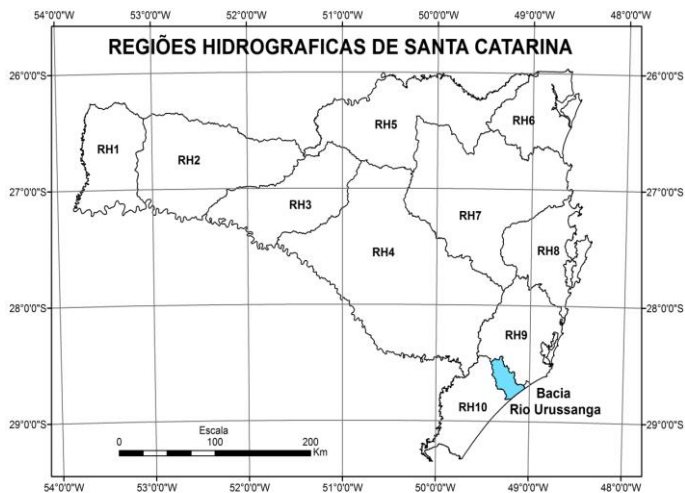 54°0'0"O 53°0'0"O 52°0'0"O 51°0'0"O 50°0'0"O 49°0'0"O 48°0'0"O
REGIÕES HIDROGRAFICAS DE SANTA CATARINA
26°0'0"S 26°0'0"S
RH5
RH6
RH1
RH2
27°0'0"S 27°0'0"S
RH3
RH7
RH4
RH8
28°0'0"S 28°0'0"S
RH9
Bacia
Rio Urussanga
RH10
29°0'0"S 29°0'0"S
Escala
0 100 200
Km
54°0'0"O 53°0'0"O 52°0'0"O 51°0'0"O 50°0'0"O 49°0'0"O 48°0'0"O